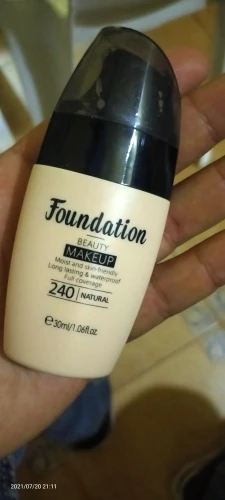 Foundation
BEAUTY
MAKEUP
Moist and skin-friendly
Long lasting & waterproof
Full coverage
240 | NATURAL
℮30ml/1.06fl.oz
2021/07/20 21:11